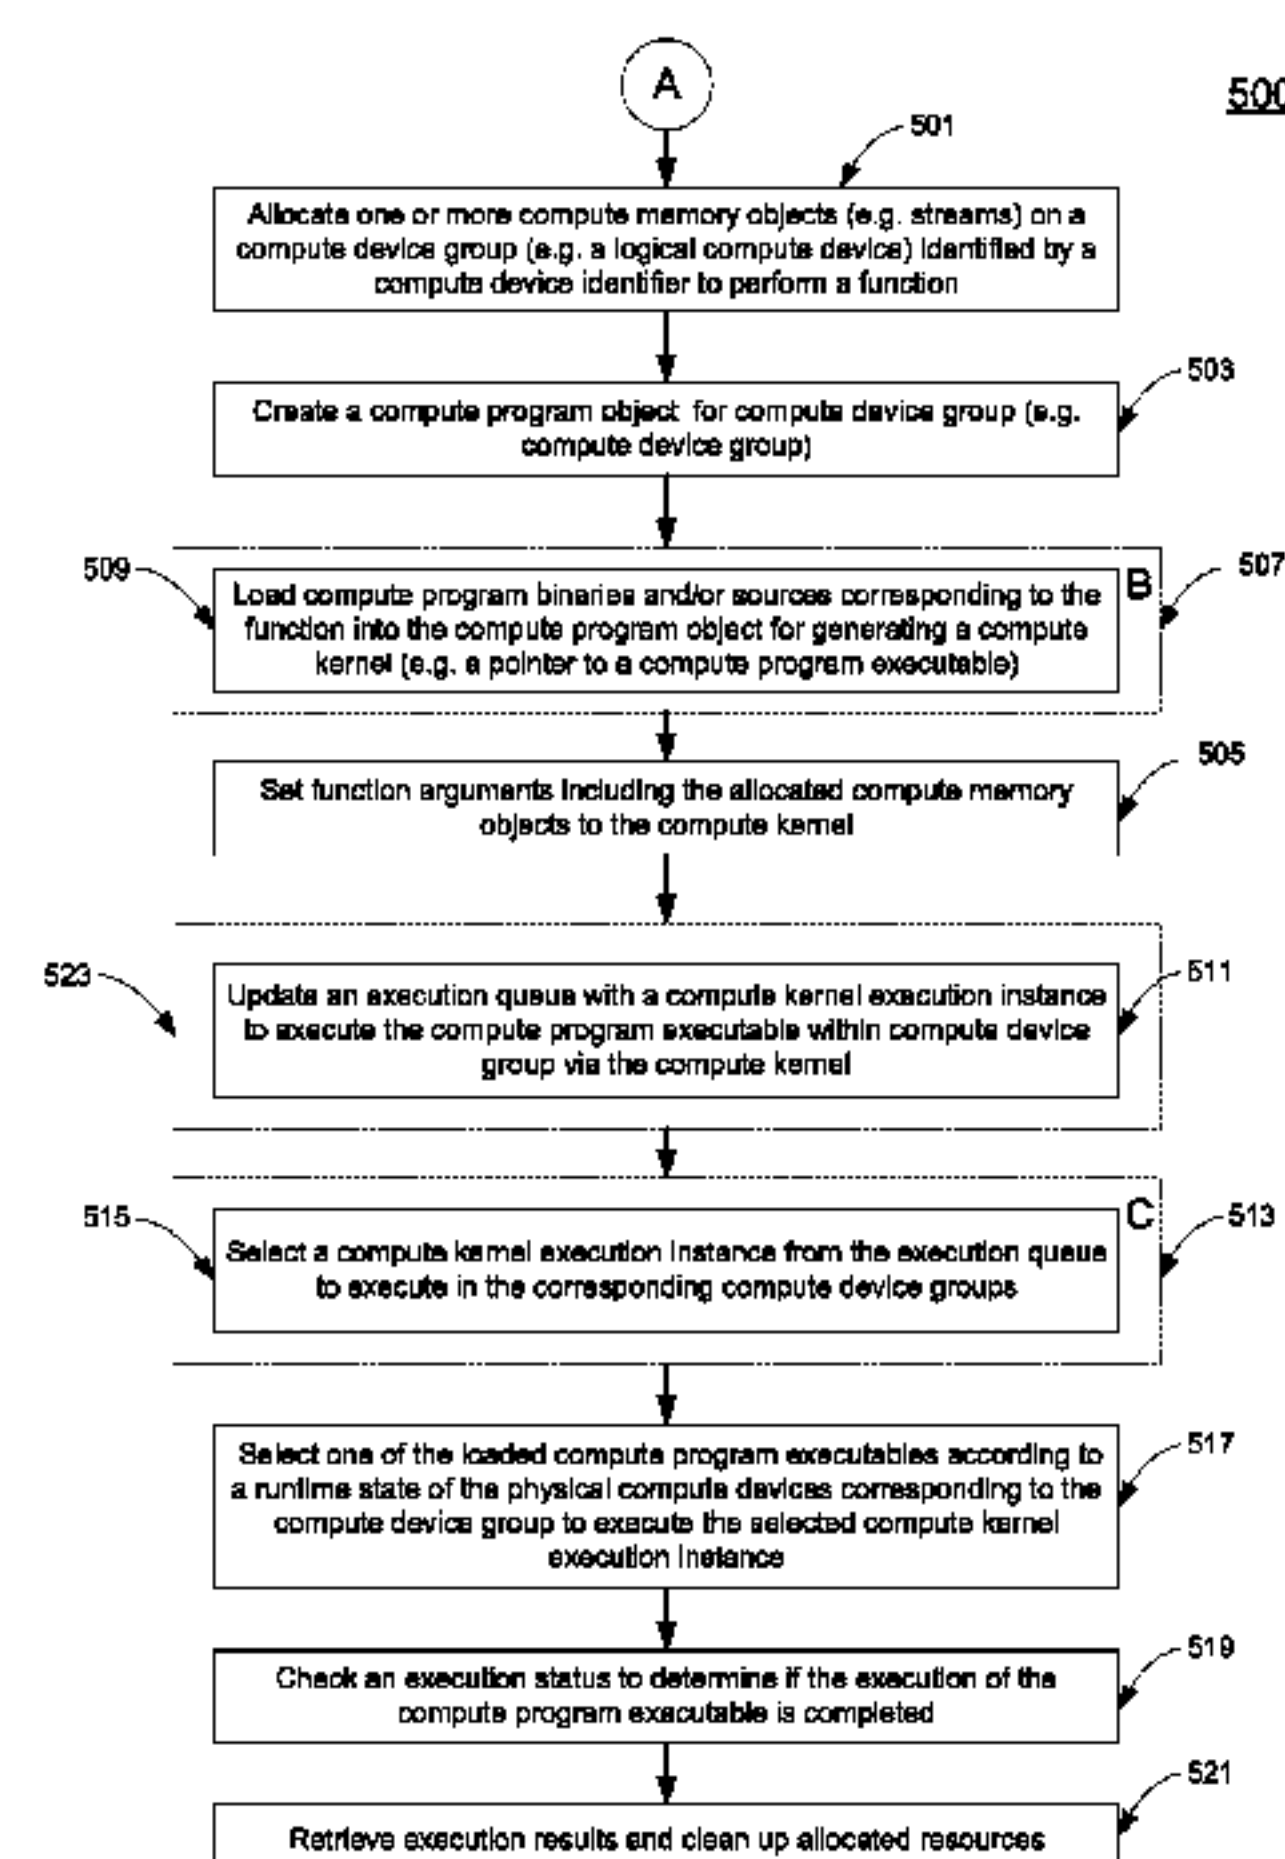 A
500
501
Allocate one or more compute memory objects (e.g. streams) on a
compute device group (e.g. a logical compute device) identified by a
compute device identifier to perform a function
503
Create a compute program object for compute device group (e.g.
compute device group)
509
B
507
Load compute program binaries and/or sources corresponding to the
function into the compute program object for generating a compute
kernel (e.g. a pointer to a compute program executable)
505
Set function arguments including the allocated compute memory
objects to the compute kernel
523
511
Update an execution queue with a compute kernel execution instance
to execute the compute program executable within compute device
group via the compute kernel
515
C
513
Select a compute kernel execution instance from the execution queue
to execute in the corresponding compute device groups
517
Select one of the loaded compute program executables according to
a runtime state of the physical compute devices corresponding to the
compute device group to execute the selected compute kernel
execution instance
519
Check an execution status to determine if the execution of the
compute program executable is completed
521
Retrieve execution results and clean up allocated resources